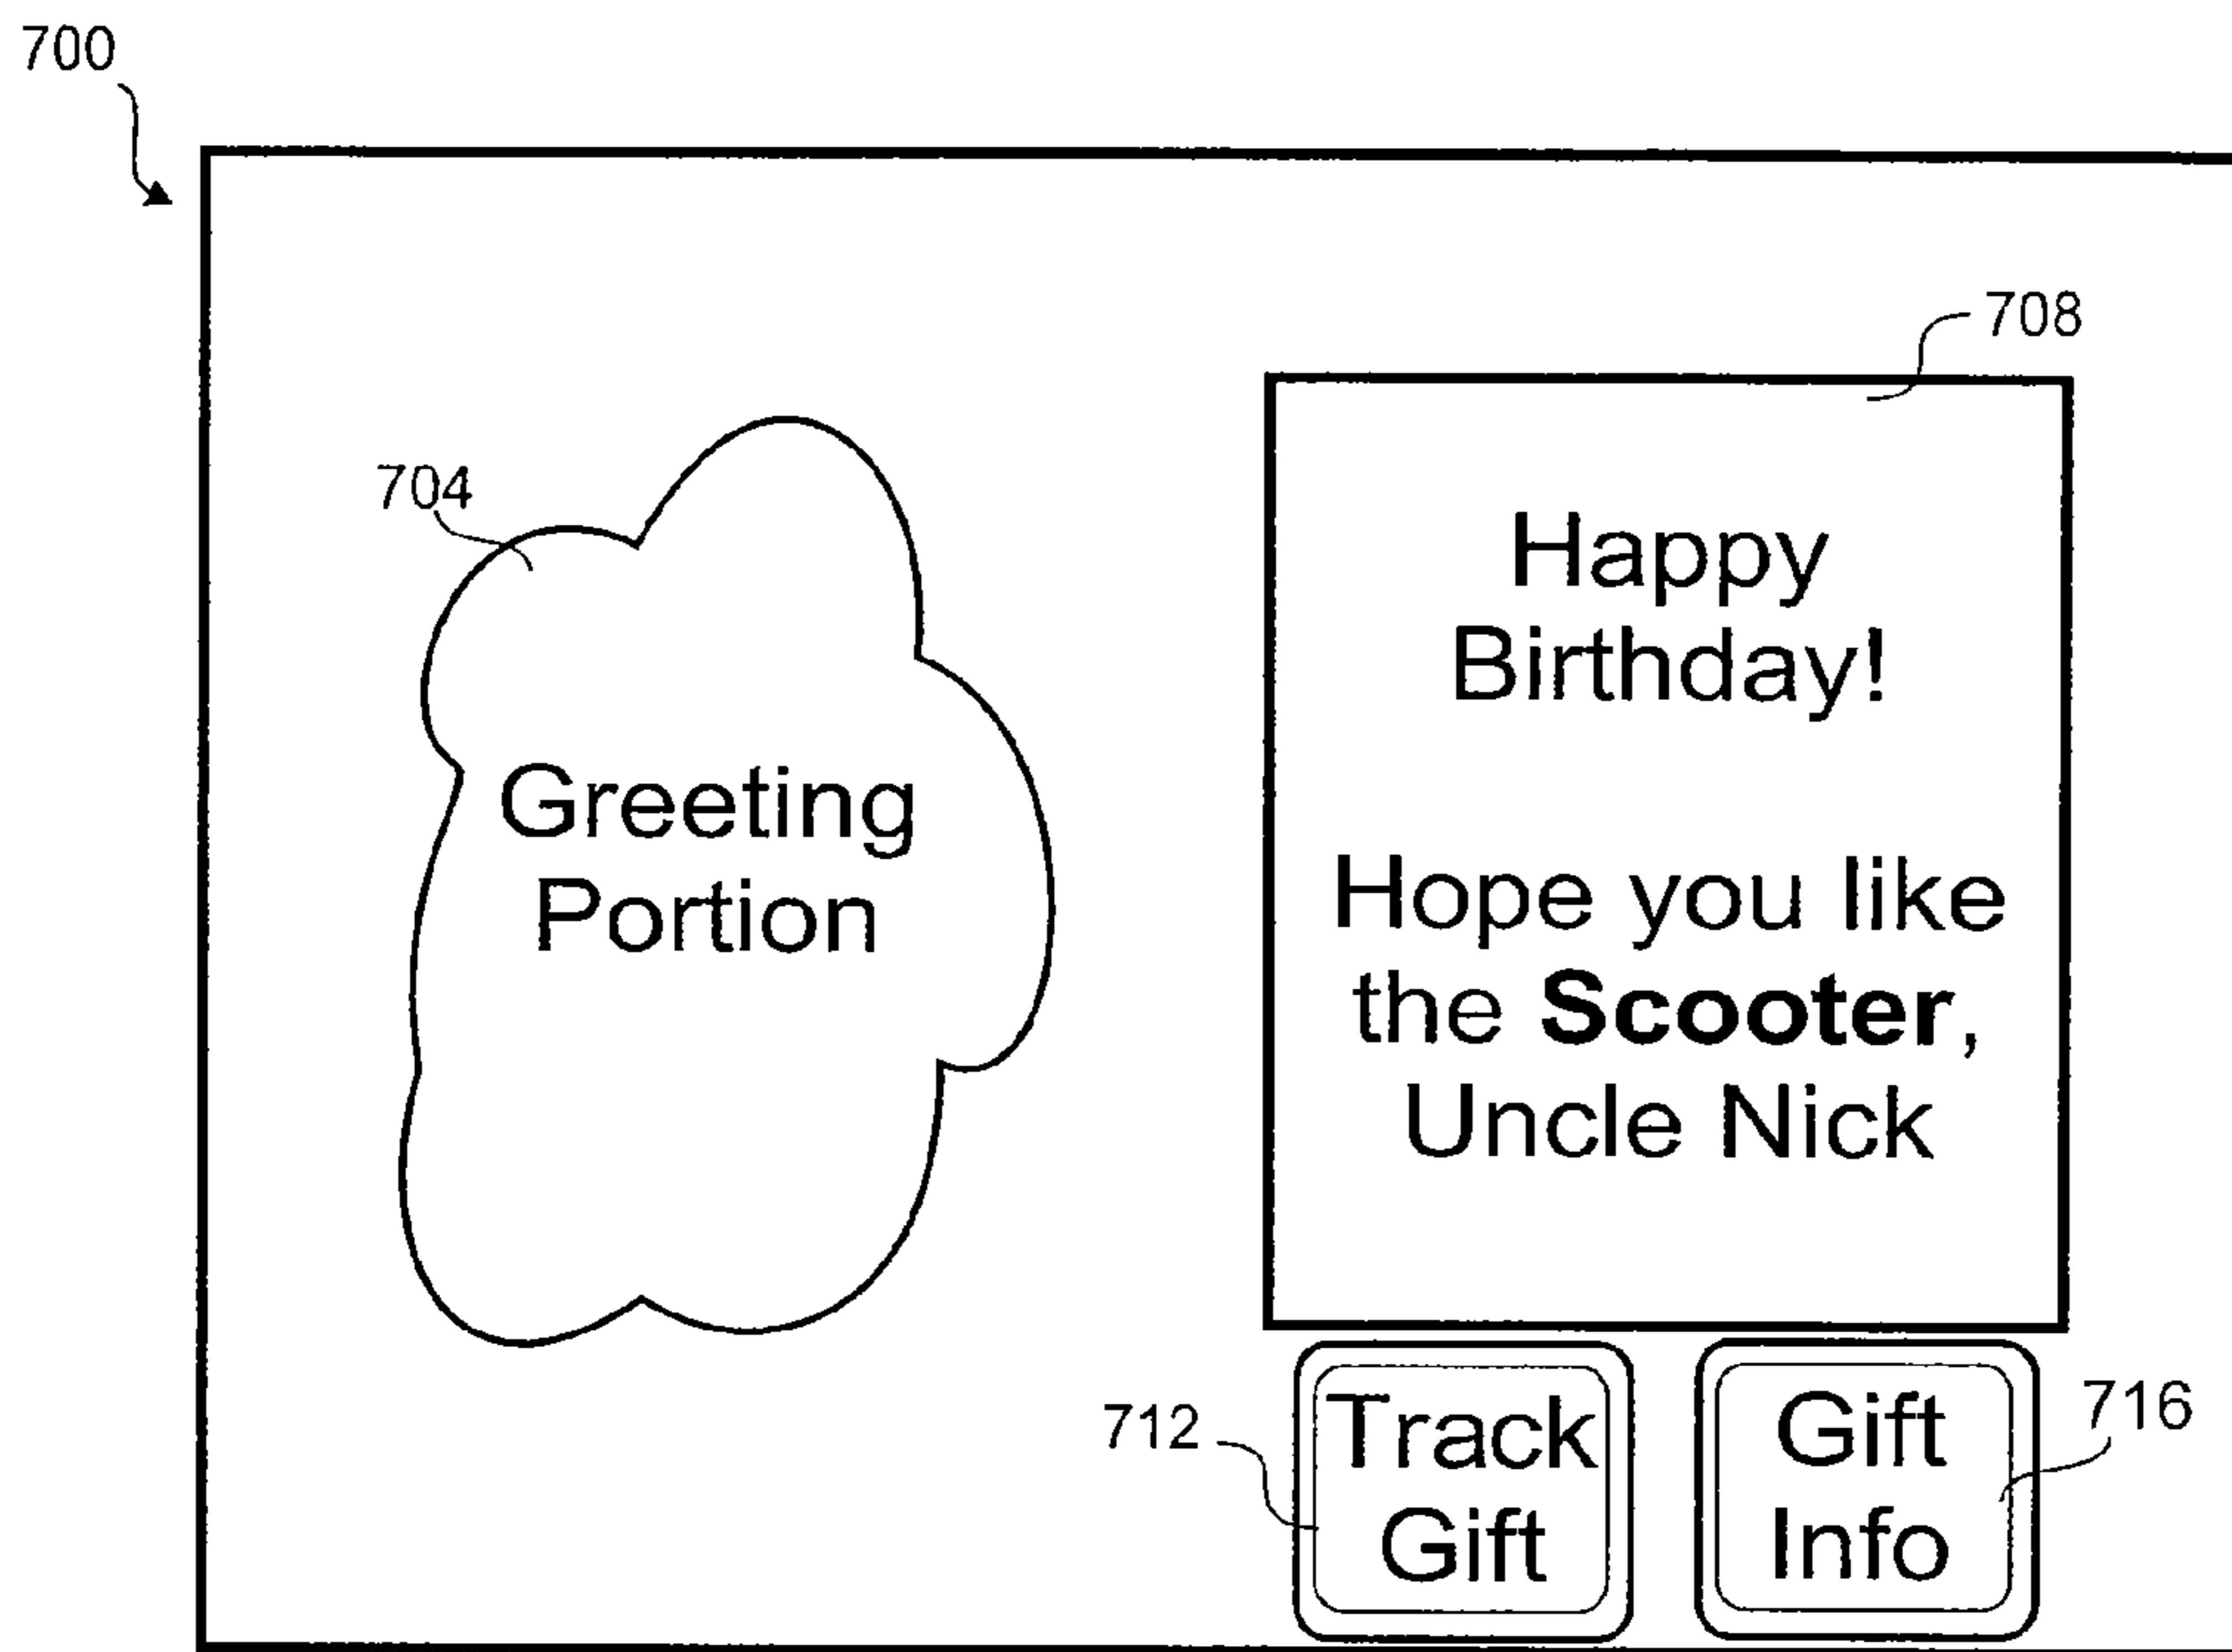 700
708
704
Happy
Birthday!
Greeting
Portion
Hope you like
the Scooter,
Uncle Nick
712
Track
Gift
Gift
Info
716